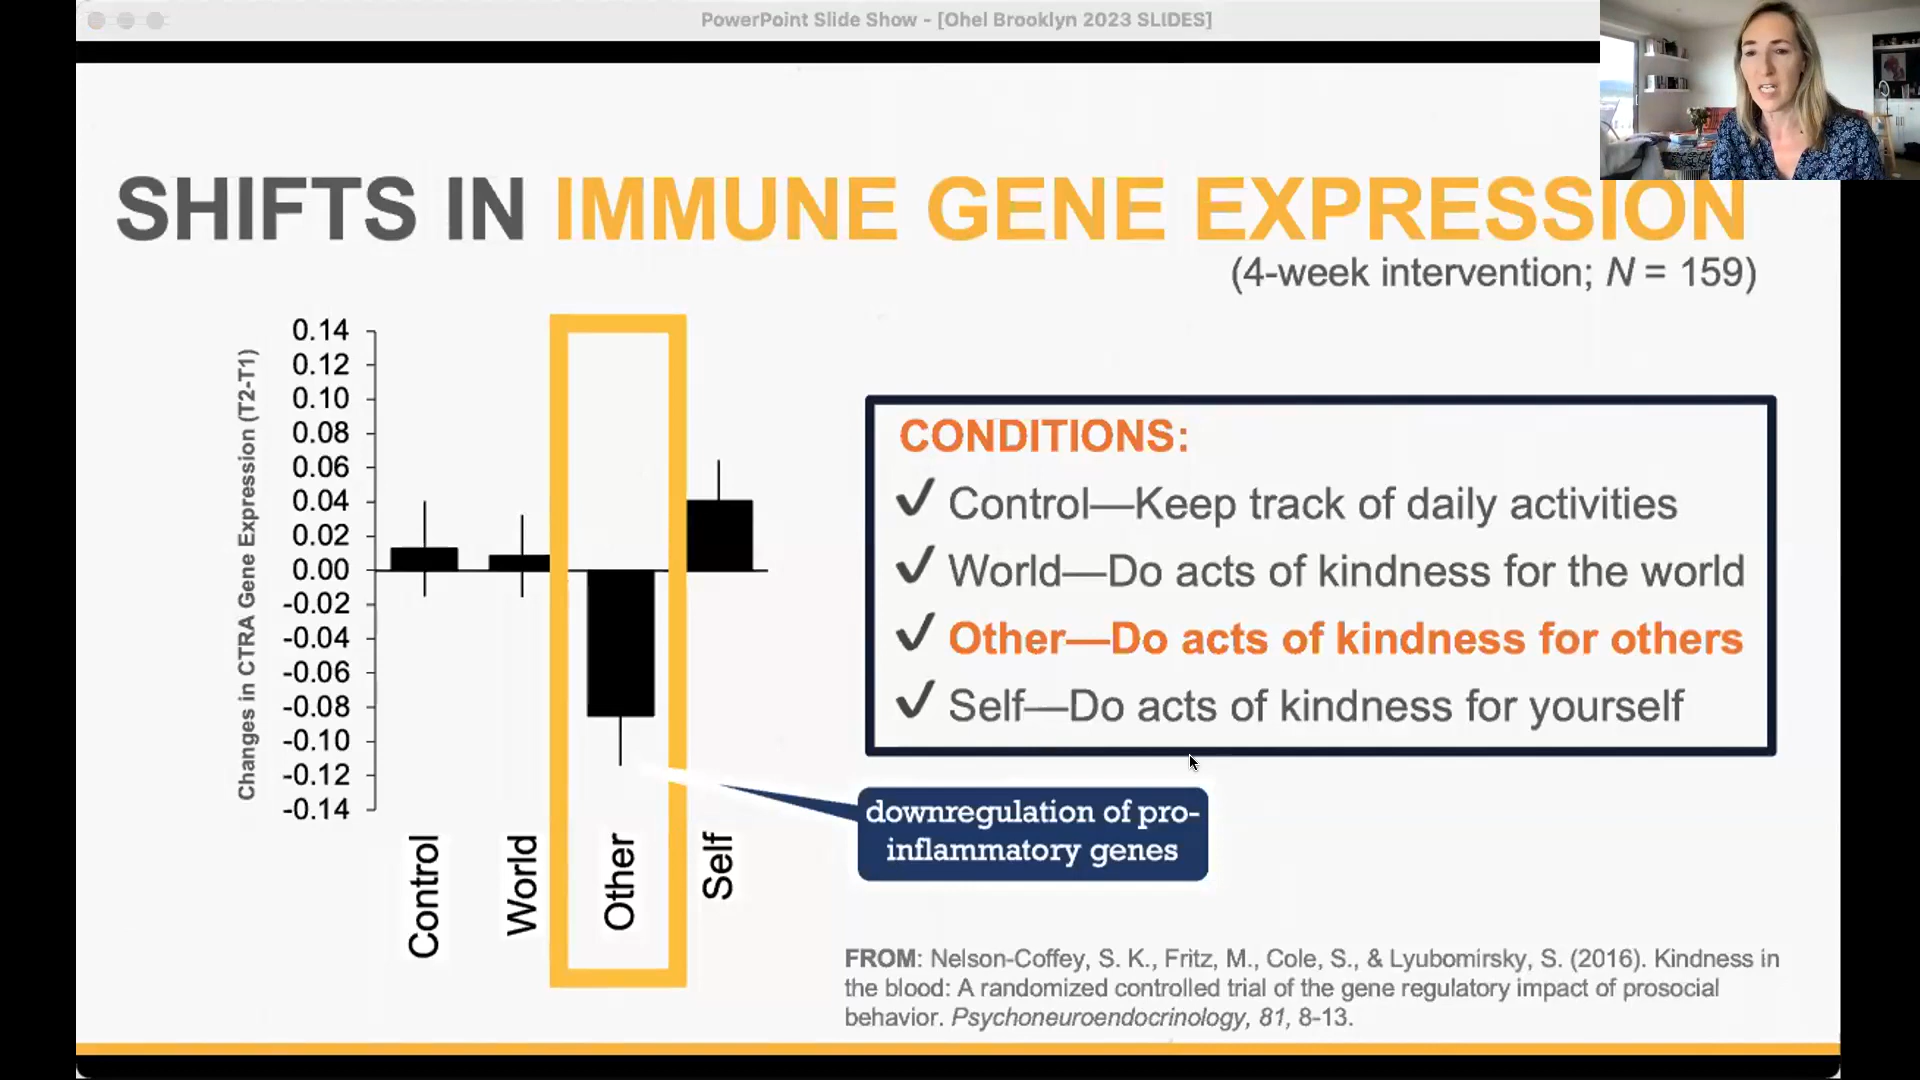 PowerPoint Slide Show - [Ohel Brooklyn 2023 SLIDES]
SHIFTS IN IMMUNE GENE EXPRESSION
(4-week intervention; N = 159)
Changes in CTRA Gene Expression (T2-T1)
0.14
0.12
0.10
0.08
0.06
0.04
0.02
0.00
-0.02
-0.04
-0.06
-0.08
-0.10
-0.12
-0.14
Control
World
Other
Self
CONDITIONS:
✔ Control—Keep track of daily activities
✔ World—Do acts of kindness for the world
✔ Other—Do acts of kindness for others
✔ Self—Do acts of kindness for yourself
downregulation of pro-
inflammatory genes
FROM: Nelson-Coffey, S. K., Fritz, M., Cole, S., & Lyubomirsky, S. (2016). Kindness in
the blood: A randomized controlled trial of the gene regulatory impact of prosocial
behavior. Psychoneuroendocrinology, 81, 8-13.